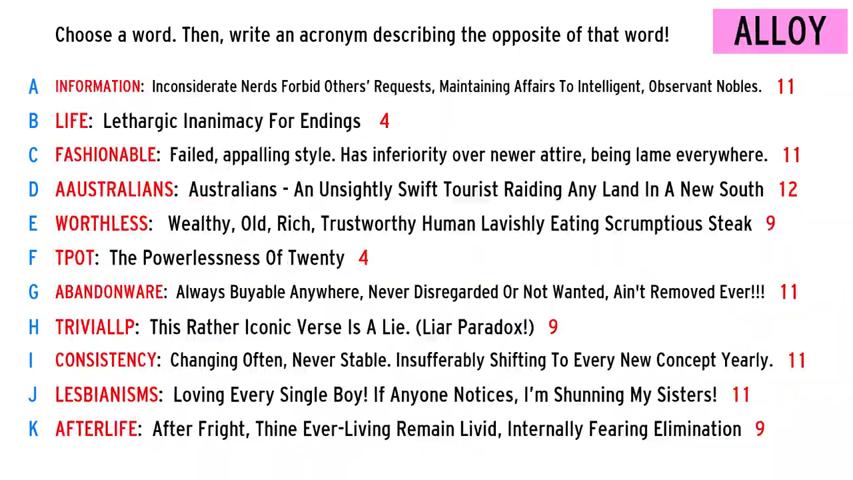 Choose a word. Then, write an acronym describing the opposite of that word!
ALLOY
A INFORMATION: Inconsiderate Nerds Forbid Others' Requests, Maintaining Affairs To Intelligent, Observant Nobles. 11
B LIFE: Lethargic Inanimacy For Endings 4
C FASHIONABLE: Failed, appalling style. Has inferiority over newer attire, being lame everywhere. 11
D AAUSTRALIANS: Australians - An Unsightly Swift Tourist Raiding Any Land In A New South 12
E WORTHLESS: Wealthy, Old, Rich, Trustworthy Human Lavishly Eating Scrumptious Steak 9
F TPOT: The Powerlessness Of Twenty 4
G ABANDONWARE: Always Buyable Anywhere, Never Disregarded Or Not Wanted, Ain't Removed Ever!!! 11
H TRIVIALLP: This Rather Iconic Verse Is A Lie. (Liar Paradox!) 9
I CONSISTENCY: Changing Often, Never Stable. Insufferably Shifting To Every New Concept Yearly. 11
J LESBIANISMS: Loving Every Single Boy! If Anyone Notices, I'm Shunning My Sisters! 11
K AFTERLIFE: After Fright, Thine Ever-Living Remain Livid, Internally Fearing Elimination 9